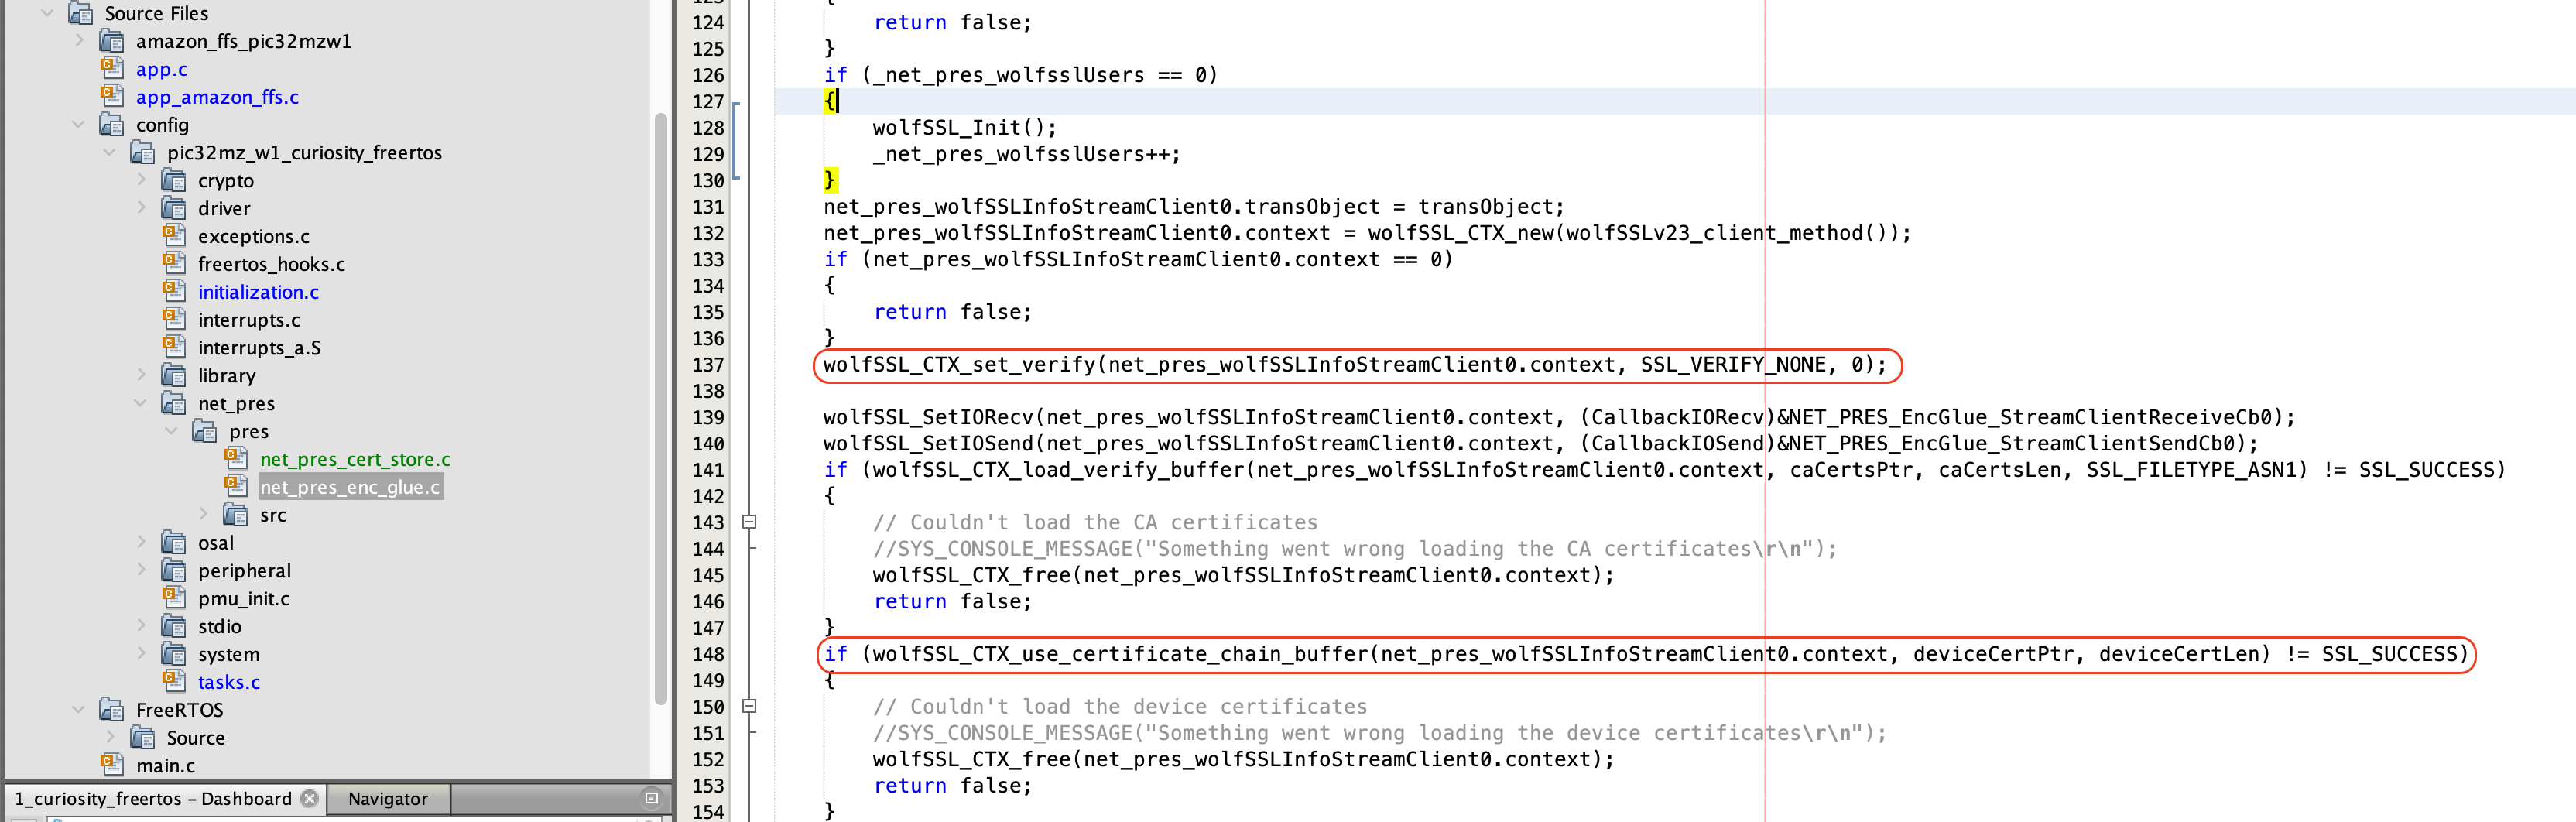 Source Files
amazon_ffs_pic32mzw1
app.c
app_amazon_ffs.c
config
pic32mz_w1_curiosity_freertos
crypto
driver
exceptions.c
freertos_hooks.c
initialization.c
interrupts.c
interrupts_a.S
library
net_pres
pres
net_pres_cert_store.c
net_pres_enc_glue.c
src
osal
peripheral
pmu_init.c
stdio
system
tasks.c
FreeRTOS
Source
main.c
1_curiosity_freertos - Dashboard
Navigator
124 return false;
125 }
126 if (_net_pres_wolfsslUsers == 0)
127 {
128 wolfSSL_Init();
129 _net_pres_wolfsslUsers++;
130 }
131 net_pres_wolfSSLInfoStreamClient0.transObject = transObject;
132 net_pres_wolfSSLInfoStreamClient0.context = wolfSSL_CTX_new(wolfSSLv23_client_method());
133 if (net_pres_wolfSSLInfoStreamClient0.context == 0)
134 {
135 return false;
136 }
137 wolfSSL_CTX_set_verify(net_pres_wolfSSLInfoStreamClient0.context, SSL_VERIFY_NONE, 0);
138
139 wolfSSL_SetIORecv(net_pres_wolfSSLInfoStreamClient0.context, (CallbackIORecv)&NET_PRES_EncGlue_StreamClientReceiveCb0);
140 wolfSSL_SetIOSend(net_pres_wolfSSLInfoStreamClient0.context, (CallbackIOSend)&NET_PRES_EncGlue_StreamClientSendCb0);
141 if (wolfSSL_CTX_load_verify_buffer(net_pres_wolfSSLInfoStreamClient0.context, caCertsPtr, caCertsLen, SSL_FILETYPE_ASN1) != SSL_SUCCESS)
142 {
143 // Couldn't load the CA certificates
144 //SYS_CONSOLE_MESSAGE("Something went wrong loading the CA certificates\r\n");
145 wolfSSL_CTX_free(net_pres_wolfSSLInfoStreamClient0.context);
146 return false;
147 }
148 if (wolfSSL_CTX_use_certificate_chain_buffer(net_pres_wolfSSLInfoStreamClient0.context, deviceCertPtr, deviceCertLen) != SSL_SUCCESS)
149 {
150 // Couldn't load the device certificates
151 //SYS_CONSOLE_MESSAGE("Something went wrong loading the device certificates\r\n");
152 wolfSSL_CTX_free(net_pres_wolfSSLInfoStreamClient0.context);
153 return false;
154 }